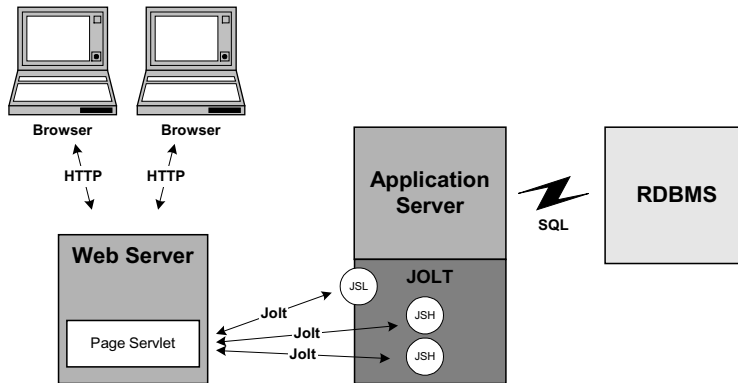 Browser
Browser
HTTP
HTTP
Application
Server
RDBMS
SQL
Web Server
JOLT
JSL
Jolt
JSH
Jolt
Page Servlet
Jolt
JSH